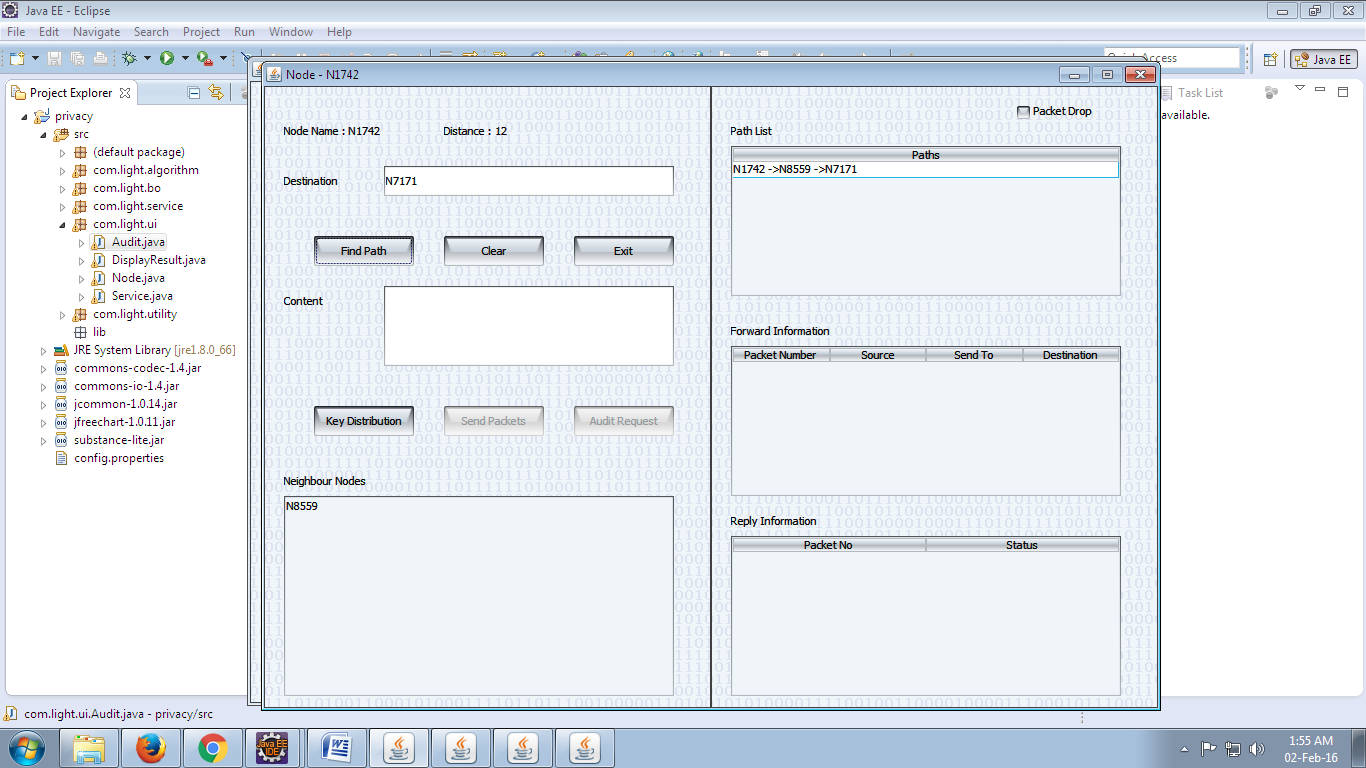 Java EE - Eclipse
File Edit Navigate Search Project Run Window Help
Access
Java EE
Project Explorer
privacy
src
(default package)
com.light.algorithm
com.light.bo
com.light.service
com.light.ui
Audit.java
DisplayResult.java
Node.java
Service.java
com.light.utility
lib
JRE System Library [jre1.8.0_66]
commons-codec-1.4.jar
commons-io-1.4.jar
jcommon-1.0.14.jar
jfreechart-1.0.11.jar
substance-lite.jar
config.properties
Node - N1742
Node Name : N1742 Distance : 12
Destination N7171
Find Path Clear Exit
Content
Key Distribution Send Packets Audit Request
Neighbour Nodes
N8559
Packet Drop
Path List
Paths
N1742 ->N8559 ->N7171
Forward Information
Packet Number Source Send To Destination
Reply Information
Packet No Status
Task List
available.
com.light.ui.Audit.java - privacy/src
Java EE
IDE
W
1:55 AM
02-Feb-16